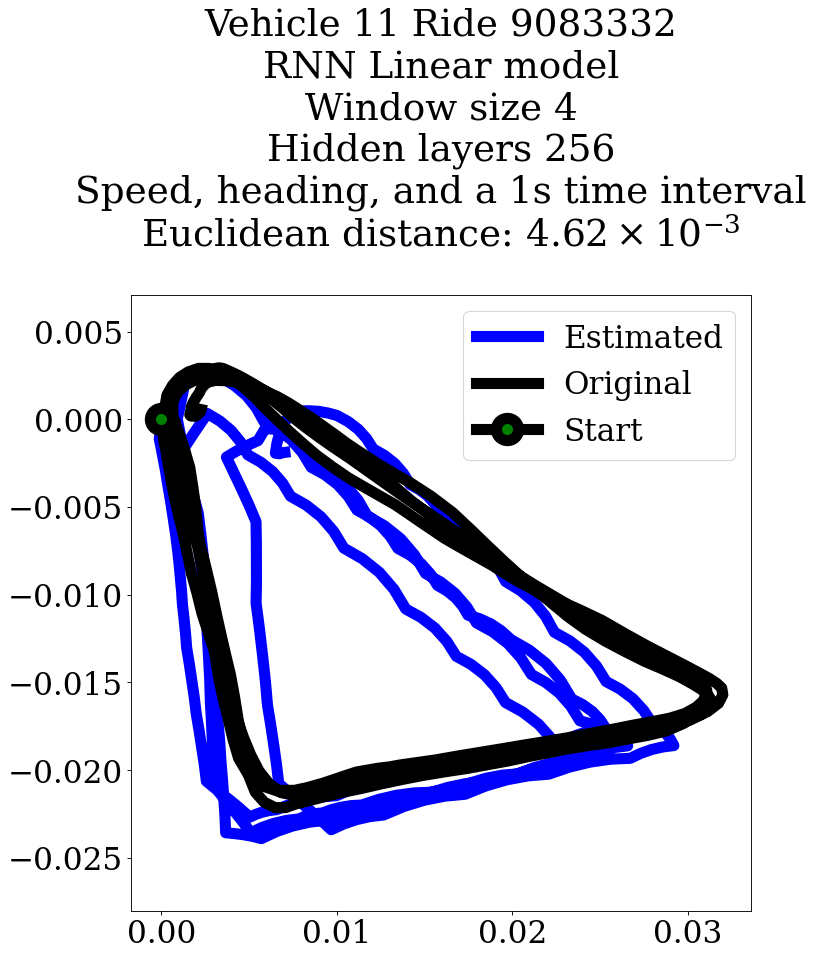 Vehicle 11 Ride 9083332
RNN Linear model
Window size 4
Hidden layers 256
Speed, heading, and a 1s time interval
Euclidean distance: 4.62 × 10⁻³
Estimated
Original
Start
0.005
0.000
−0.005
−0.010
−0.015
−0.020
−0.025
0.00 0.01 0.02 0.03